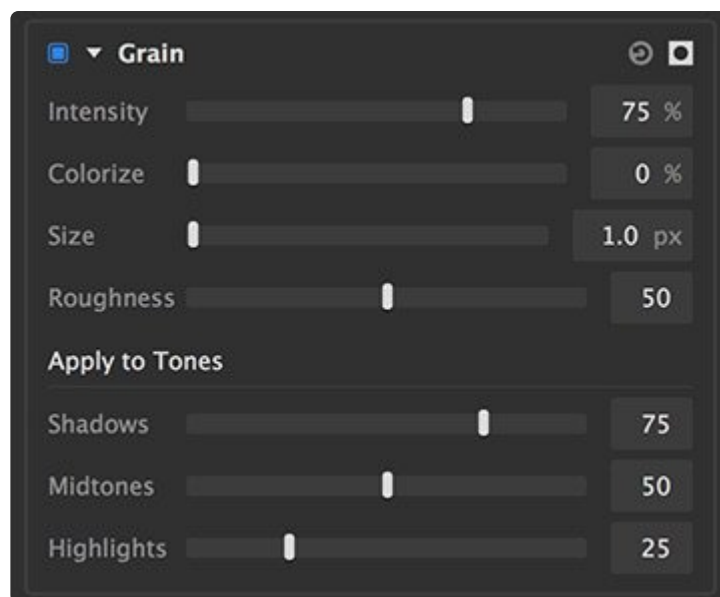 Grain
Intensity 75 %
Colorize 0 %
Size 1.0 px
Roughness 50
Apply to Tones
Shadows 75
Midtones 50
Highlights 25